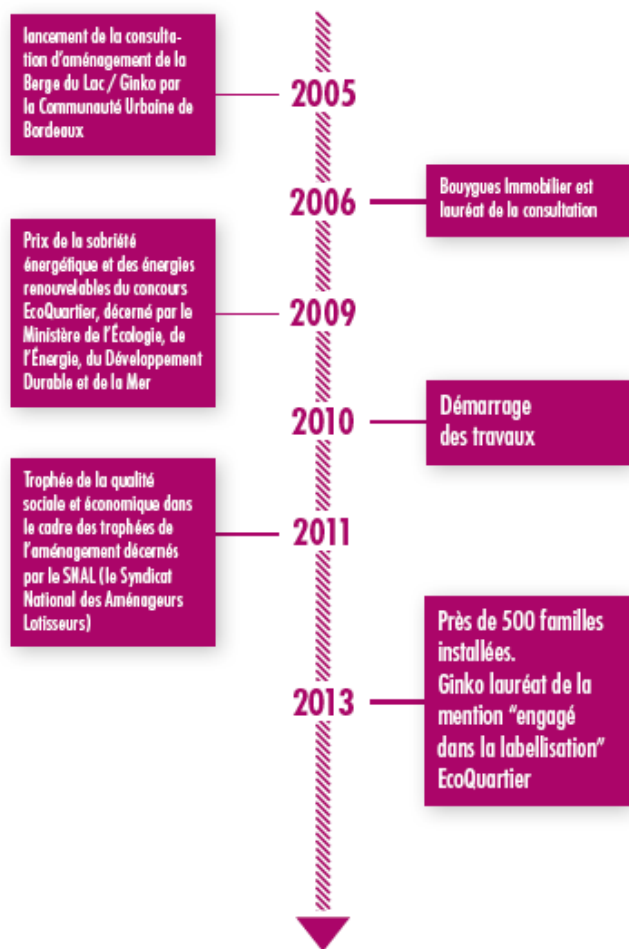 lancement de la consulta-
tion d'aménagement de la
Berge du Lac / Ginko par
la Communauté Urbaine de
Bordeaux
2005
2006
Bouygues Immobilier est
lauréat de la consultation
Prix de la sobriété
énergétique et des énergies
renouvelables du concours
EcoQuartier, décerné par le
Ministère de l'Écologie, de
l'Énergie, du Développement
Durable et de la Mer
2009
2010
Démarrage
des travaux
Trophée de la qualité
sociale et économique dans
le cadre des trophées de
l'aménagement décernés
par le SNAL (le Syndicat
National des Aménageurs
Lotisseurs)
2011
2013
Près de 500 familles
installées.
Ginko lauréat de la
mention "engagé
dans la labellisation"
EcoQuartier